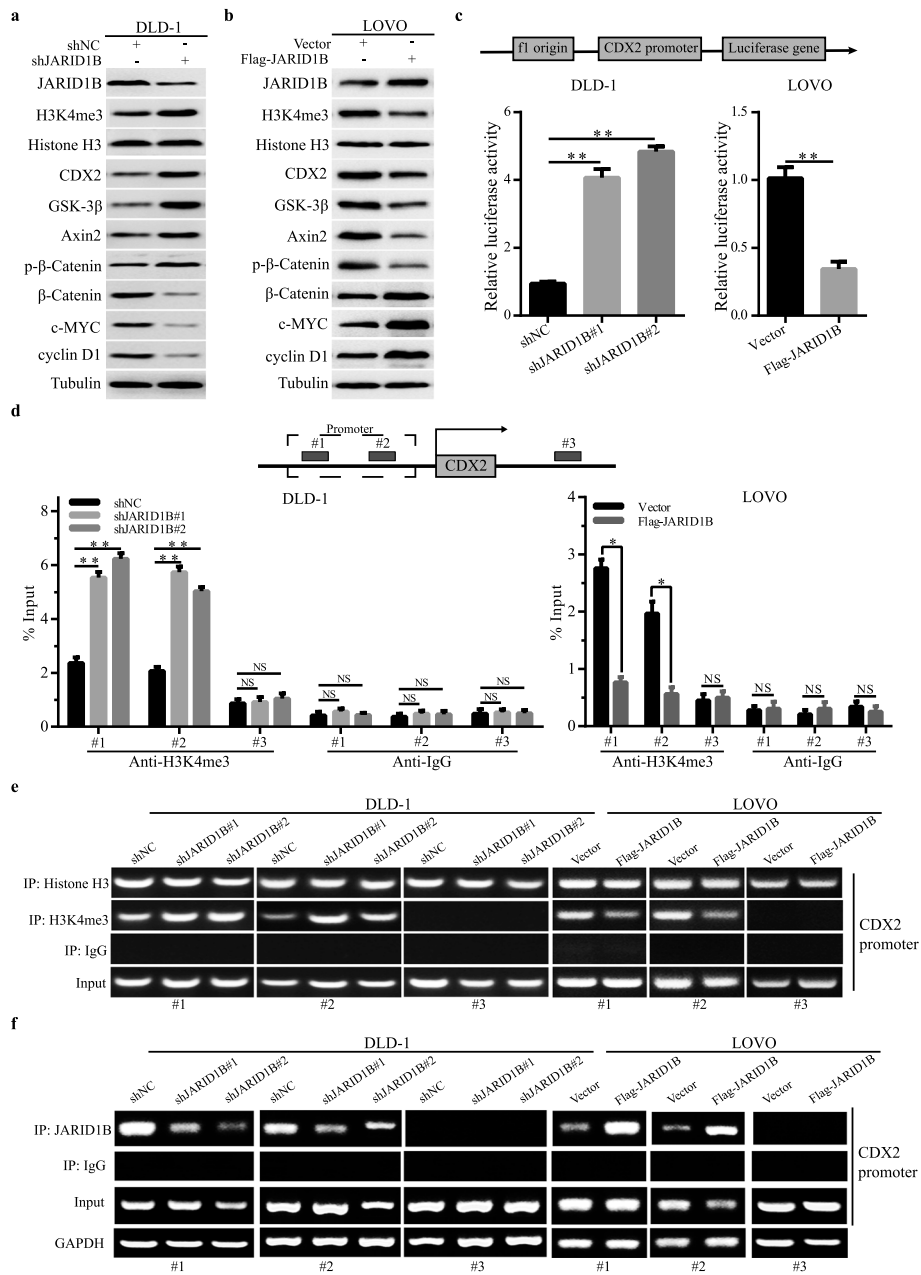 a
DLD-1
shNC + -
shJARID1B - +
JARID1B
H3K4me3
Histone H3
CDX2
GSK-3β
Axin2
p-β-Catenin
β-Catenin
c-MYC
cyclin D1
Tubulin
b
LOVO
Vector + -
Flag-JARID1B - +
JARID1B
H3K4me3
Histone H3
CDX2
GSK-3β
Axin2
p-β-Catenin
β-Catenin
c-MYC
cyclin D1
Tubulin
c
f1 origin CDX2 promoter Luciferase gene
DLD-1
Relative luciferase activity
6
4
2
0
** **
shNC shJARID1B#1 shJARID1B#2
LOVO
Relative luciferase activity
1.5
1.0
0.5
0.0
**
Vector Flag-JARID1B
d
Promoter
#1 #2 #3
CDX2
DLD-1
shNC
shJARID1B#1
shJARID1B#2
% Input
8
6
4
2
0
** ** ** **
NS NS NS NS NS NS NS NS
#1 #2 #3 #1 #2 #3
Anti-H3K4me3 Anti-IgG
LOVO
Vector
Flag-JARID1B
% Input
4
3
2
1
0
* * NS NS NS NS
#1 #2 #3 #1 #2 #3
Anti-H3K4me3 Anti-IgG
e
DLD-1 LOVO
shNC shJARID1B#1 shJARID1B#2 shNC shJARID1B#1 shJARID1B#2 shNC shJARID1B#1 shJARID1B#2 Vector Flag-JARID1B Vector Flag-JARID1B Vector Flag-JARID1B
IP: Histone H3
IP: H3K4me3
IP: IgG
Input
CDX2
promoter
#1 #2 #3 #1 #2 #3
f
DLD-1 LOVO
shNC shJARID1B#1 shJARID1B#2 shNC shJARID1B#1 shJARID1B#2 shNC shJARID1B#1 shJARID1B#2 Vector Flag-JARID1B Vector Flag-JARID1B Vector Flag-JARID1B
IP: JARID1B
IP: IgG
Input
GAPDH
CDX2
promoter
#1 #2 #3 #1 #2 #3